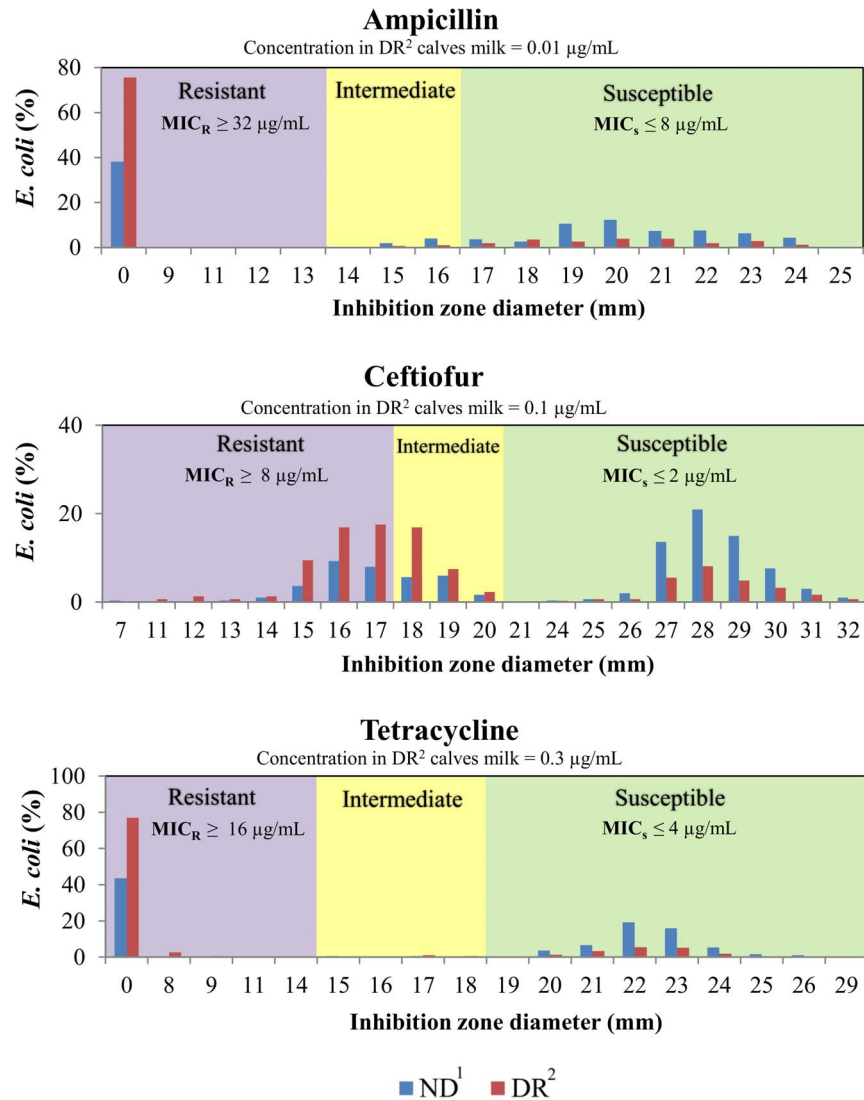 Ampicillin
Concentration in DR² calves milk = 0.01 µg/mL
80
60
40
20
0
E. coli (%)
Resistant
MIC_R ≥ 32 µg/mL
Intermediate
Susceptible
MIC_s ≤ 8 µg/mL
0 9 11 12 13 14 15 16 17 18 19 20 21 22 23 24 25
Inhibition zone diameter (mm)
Ceftiofur
Concentration in DR² calves milk = 0.1 µg/mL
40
20
0
E. coli (%)
Resistant
MIC_R ≥ 8 µg/mL
Intermediate
Susceptible
MIC_s ≤ 2 µg/mL
7 11 12 13 14 15 16 17 18 19 20 21 24 25 26 27 28 29 30 31 32
Inhibition zone diameter (mm)
Tetracycline
Concentration in DR² calves milk = 0.3 µg/mL
100
80
60
40
20
0
E. coli (%)
Resistant
MIC_R ≥ 16 µg/mL
Intermediate
Susceptible
MIC_s ≤ 4 µg/mL
0 8 9 11 14 15 16 17 18 19 20 21 22 23 24 25 26 29
Inhibition zone diameter (mm)
ND¹ DR²